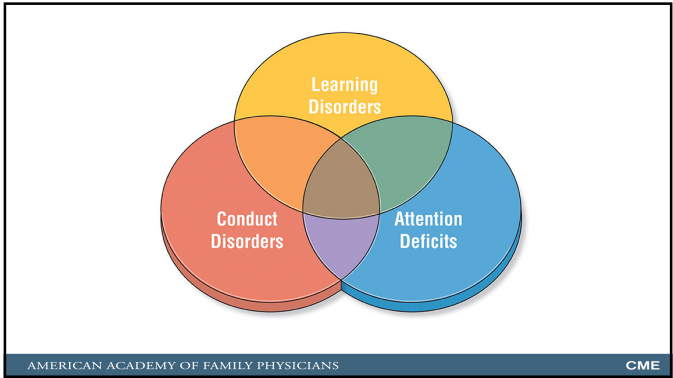 Learning
Disorders
Conduct
Disorders
Attention
Deficits
AMERICAN ACADEMY OF FAMILY PHYSICIANS
CME